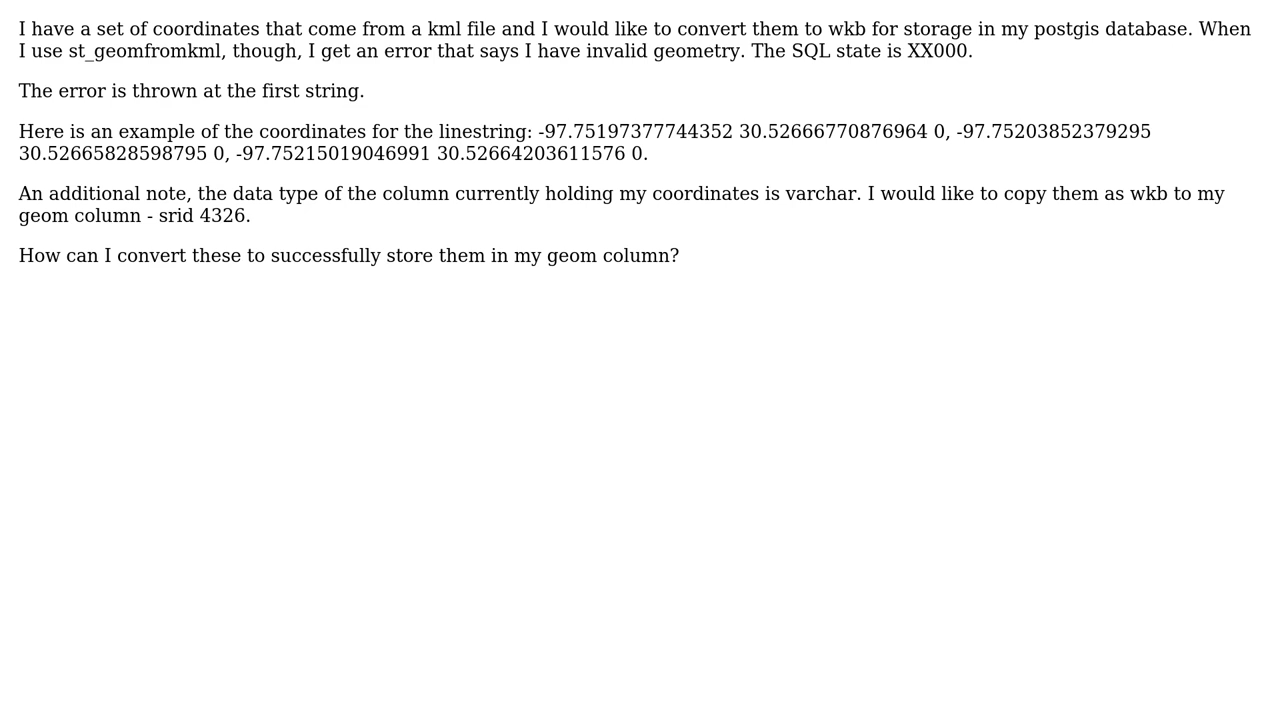 I have a set of coordinates that come from a kml file and I would like to convert them to wkb for storage in my postgis database. When
I use st_geomfromkml, though, I get an error that says I have invalid geometry. The SQL state is XX000.
The error is thrown at the first string.
Here is an example of the coordinates for the linestring: -97.75197377744352 30.52666770876964 0, -97.75203852379295
30.52665828598795 0, -97.75215019046991 30.52664203611576 0.
An additional note, the data type of the column currently holding my coordinates is varchar. I would like to copy them as wkb to my
geom column - srid 4326.
How can I convert these to successfully store them in my geom column?